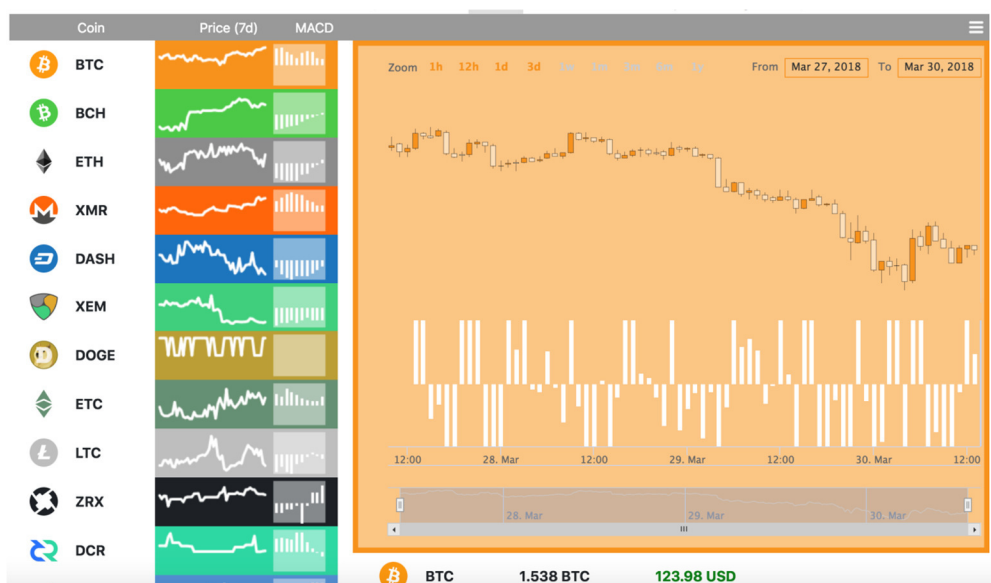 Coin Price (7d) MACD
BTC
BCH
ETH
XMR
DASH
XEM
DOGE
ETC
LTC
ZRX
DCR
Zoom 1h 12h 1d 3d
From Mar 27, 2018 To Mar 30, 2018
12:00 28. Mar 12:00 29. Mar 12:00 30. Mar 12:00
28. Mar 29. Mar 30. Mar
BTC 1.538 BTC 123.98 USD